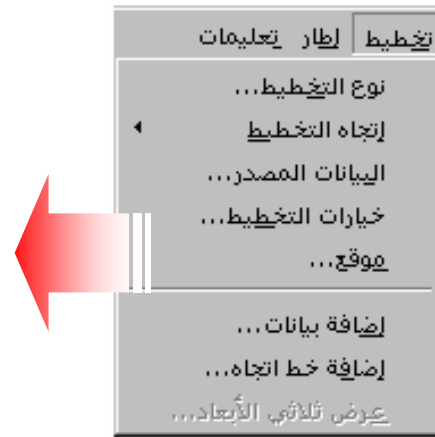 تخطيط إطار تعليمات
نوع التخطيط...
إتجاه التخطيط
البيانات المصدر...
خيارات التخطيط...
موقع...
إضافة بيانات...
إضافة خط اتجاه...
عرض ثلاثي الأبعاد...